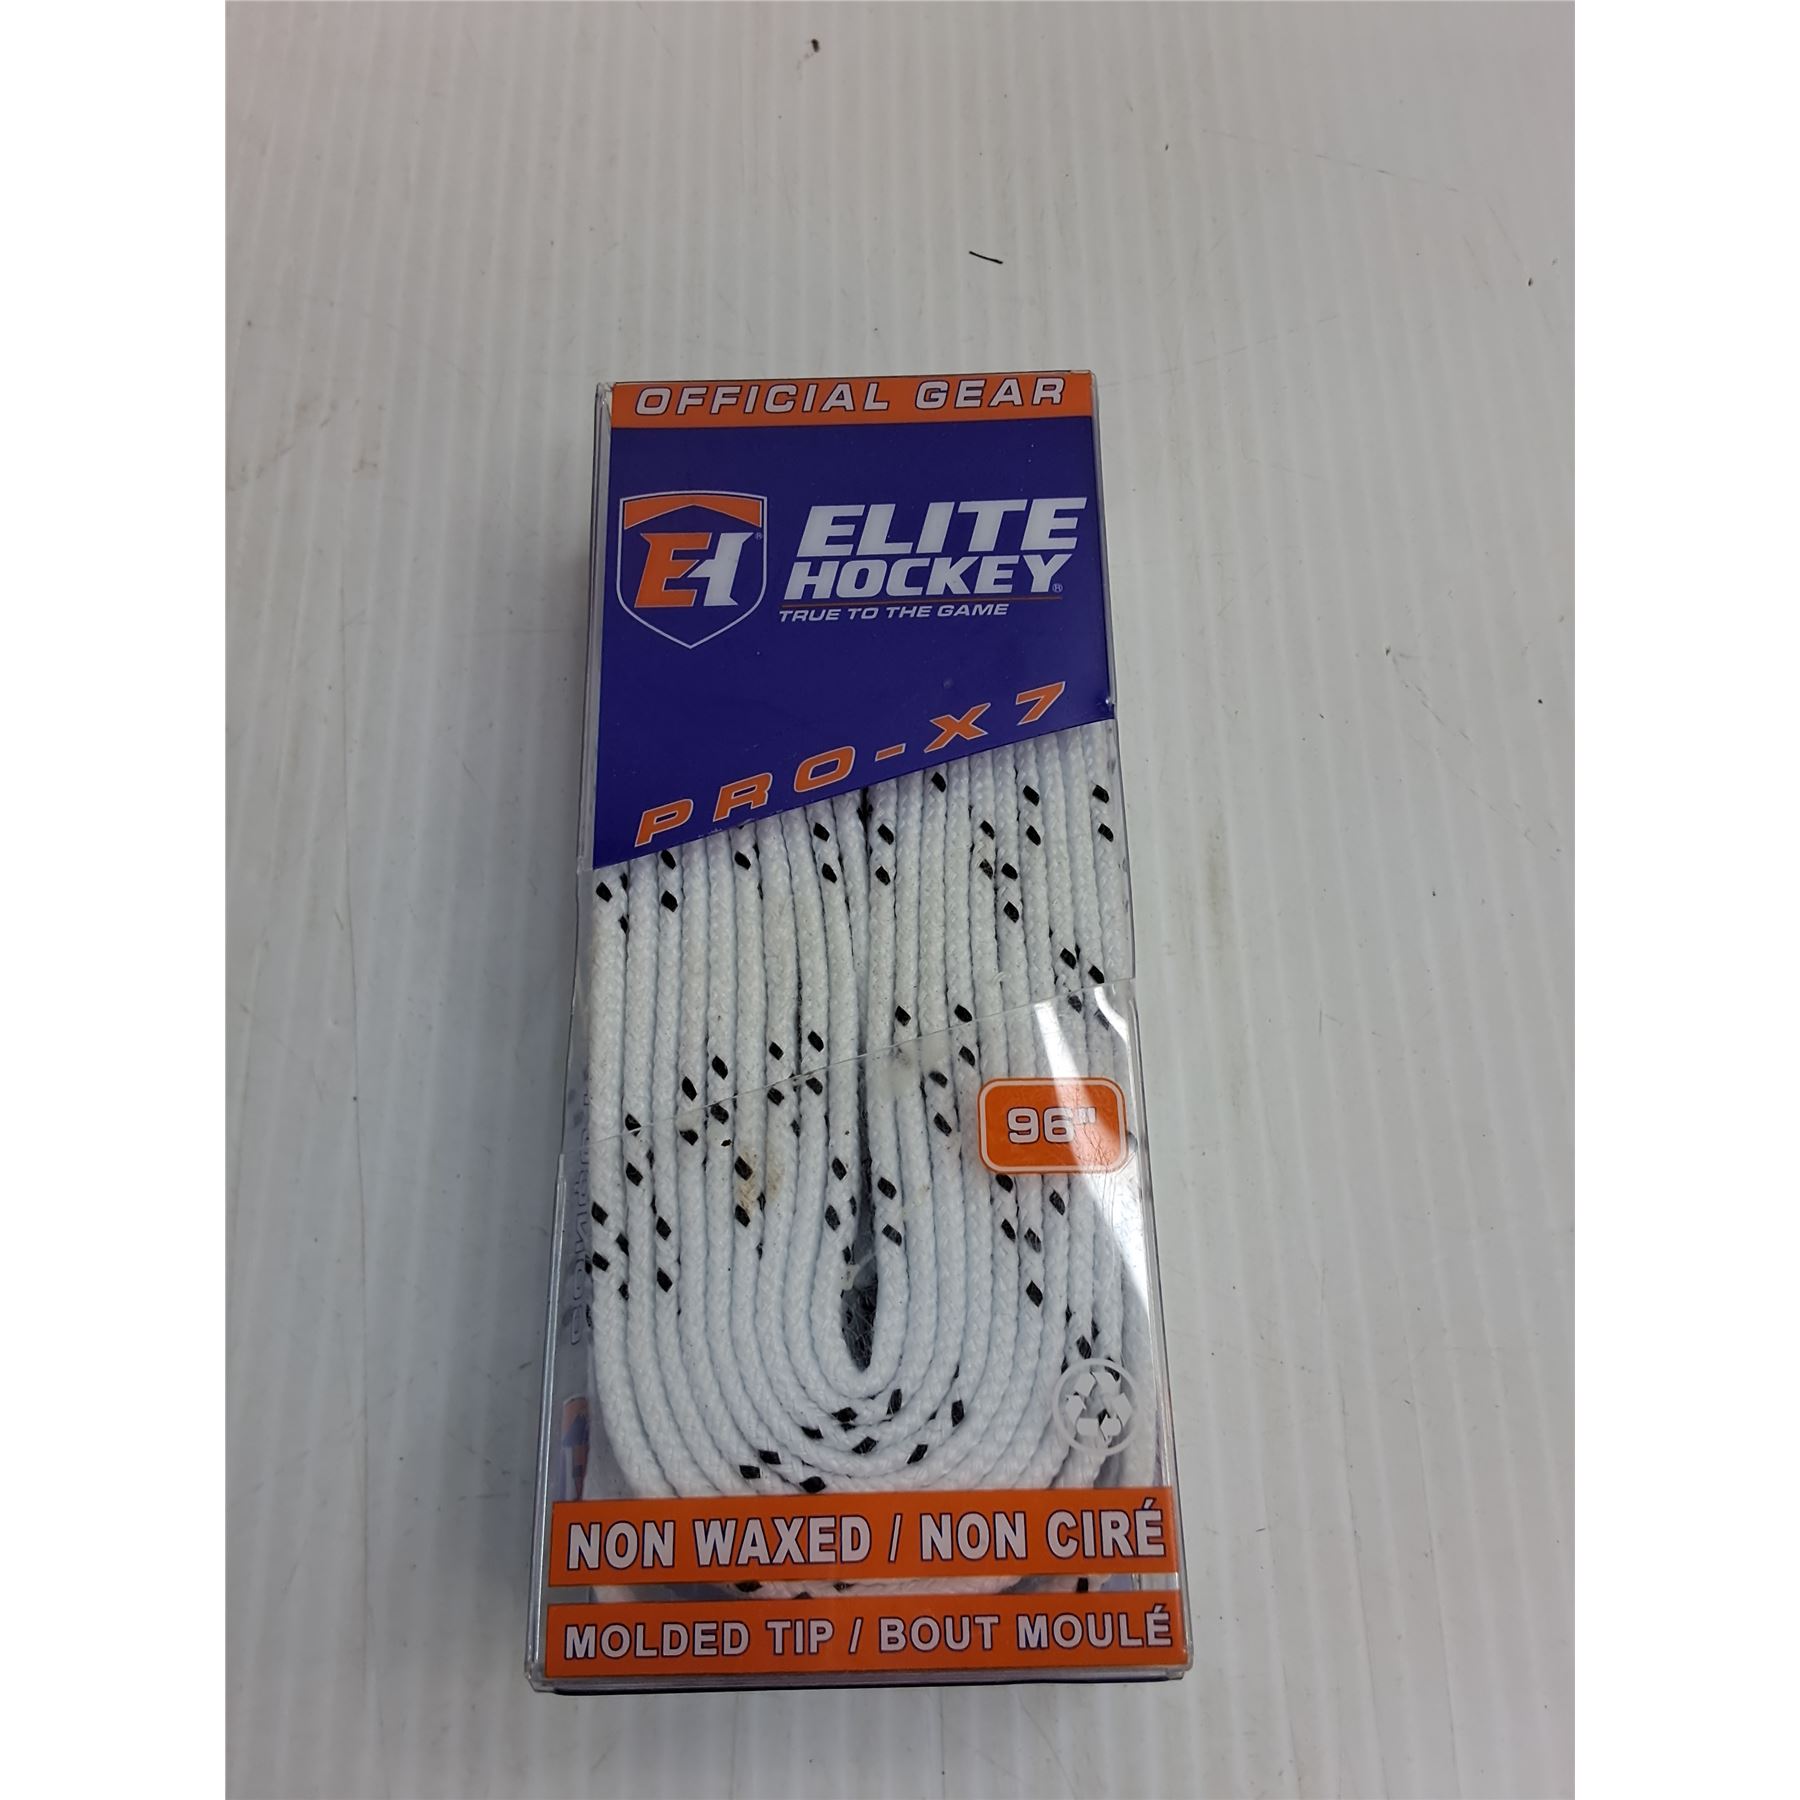 OFFICIAL GEAR
EH®
ELITE
HOCKEY®
TRUE TO THE GAME
PRO-X7
96"
NON WAXED / NON CIRÉ
MOLDED TIP / BOUT MOULÉ